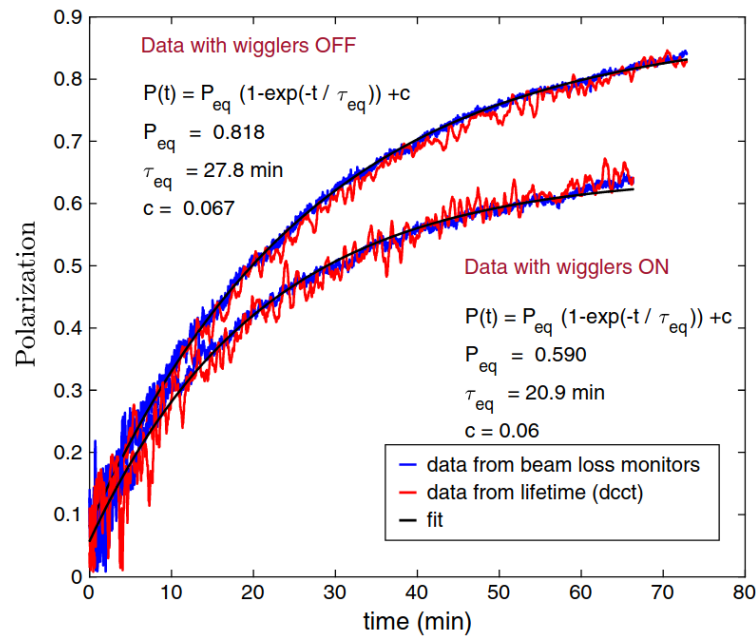 Data with wigglers OFF
P(t) = P_eq (1-exp(-t / τ_eq)) +c
P_eq = 0.818
τ_eq = 27.8 min
c = 0.067
Data with wigglers ON
P(t) = P_eq (1-exp(-t / τ_eq)) +c
P_eq = 0.590
τ_eq = 20.9 min
c = 0.06
data from beam loss monitors
data from lifetime (dcct)
fit
Polarization
0.9
0.8
0.7
0.6
0.5
0.4
0.3
0.2
0.1
0
0 10 20 30 40 50 60 70 80
time (min)